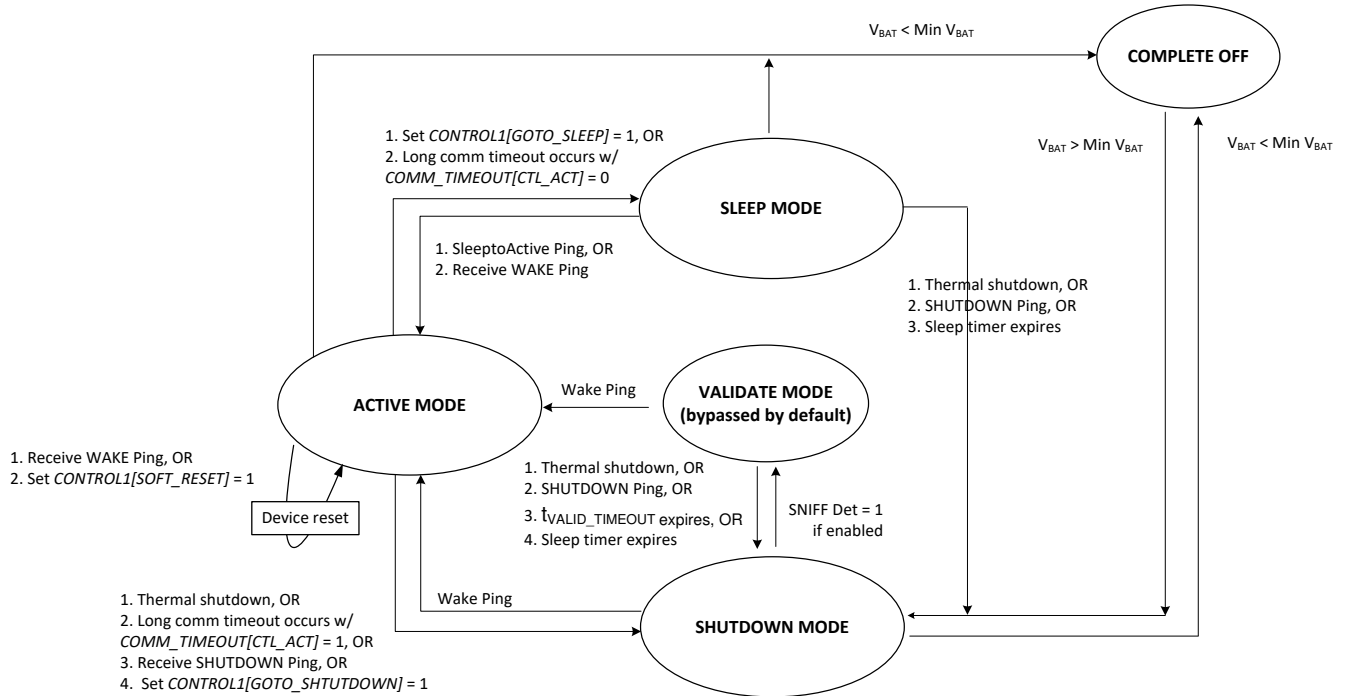 V_BAT < Min V_BAT
COMPLETE OFF
1. Set CONTROL1[GOTO_SLEEP] = 1, OR
2. Long comm timeout occurs w/
COMM_TIMEOUT[CTL_ACT] = 0
V_BAT > Min V_BAT
V_BAT < Min V_BAT
SLEEP MODE
1. SleeptoActive Ping, OR
2. Receive WAKE Ping
1. Thermal shutdown, OR
2. SHUTDOWN Ping, OR
3. Sleep timer expires
ACTIVE MODE
Wake Ping
VALIDATE MODE
(bypassed by default)
1. Receive WAKE Ping, OR
2. Set CONTROL1[SOFT_RESET] = 1
Device reset
1. Thermal shutdown, OR
2. SHUTDOWN Ping, OR
3. tVALID_TIMEOUT expires, OR
4. Sleep timer expires
SNIFF Det = 1
if enabled
Wake Ping
1. Thermal shutdown, OR
2. Long comm timeout occurs w/
COMM_TIMEOUT[CTL_ACT] = 1, OR
3. Receive SHUTDOWN Ping, OR
4. Set CONTROL1[GOTO_SHTUTDOWN] = 1
SHUTDOWN MODE